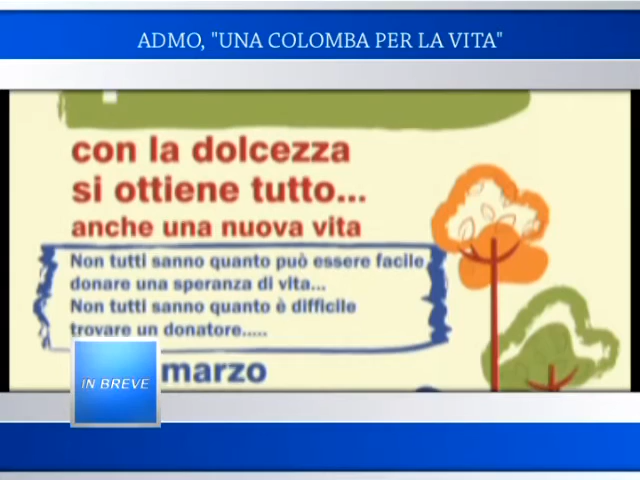 ADMO, "UNA COLOMBA PER LA VITA"
con la dolcezza
si ottiene tutto...
anche una nuova vita
Non tutti sanno quanto può essere facile
donare una speranza di vita...
Non tutti sanno quanto è difficile
trovare un donatore.....
marzo
IN BREVE